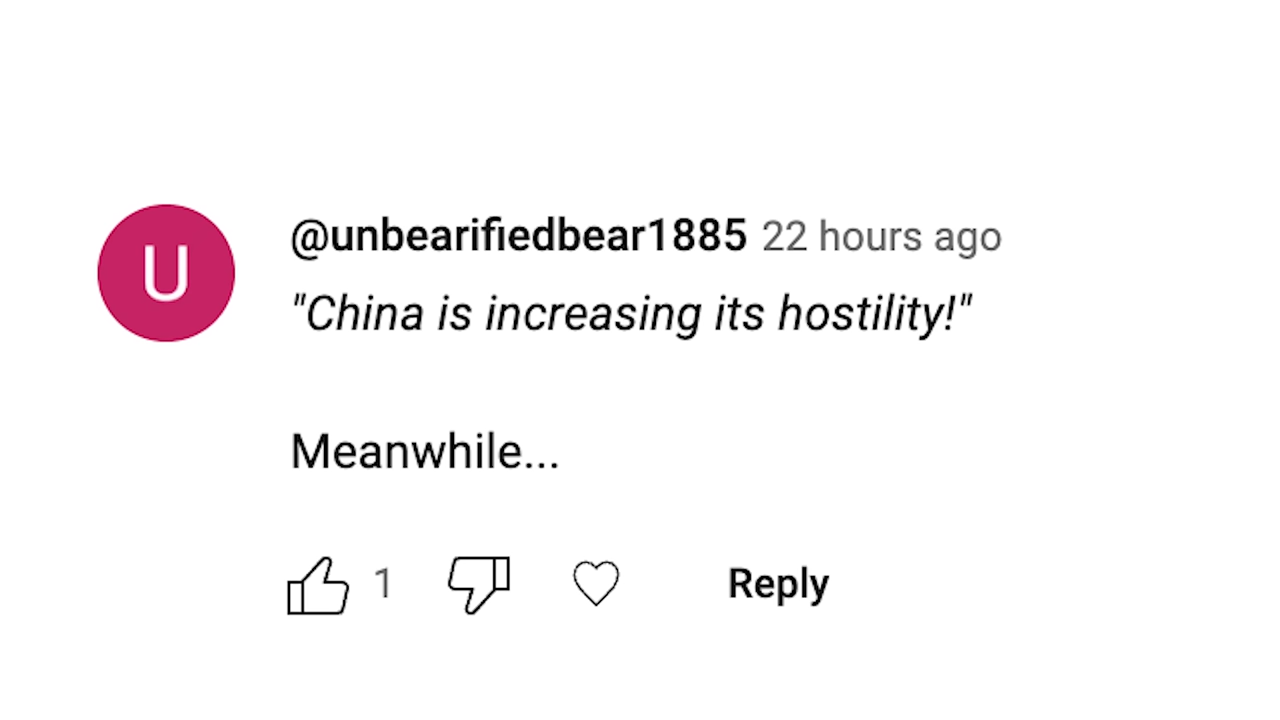 U
@unbearifiedbear1885 22 hours ago
"China is increasing its hostility!"
Meanwhile...
1 Reply